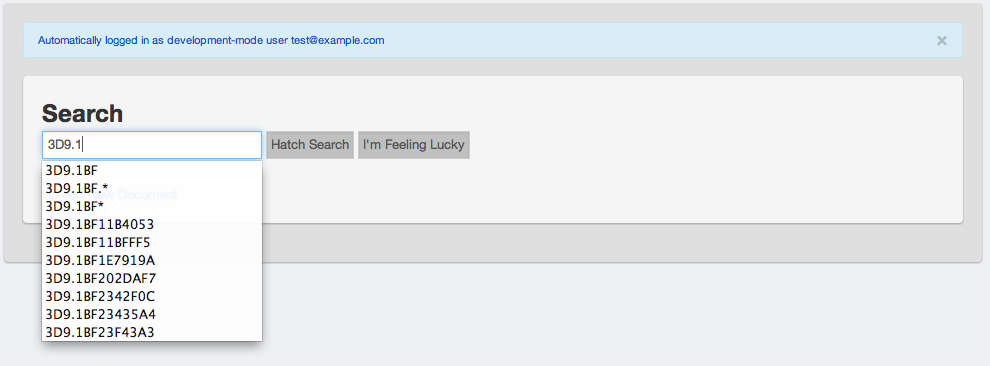 Automatically logged in as development-mode user test@example.com ×
Search
3D9.1 Hatch Search I'm Feeling Lucky
3D9.1BF
3D9.1BF.* Document
3D9.1BF*
3D9.1BF11B4053
3D9.1BF11BFFF5
3D9.1BF1E7919A
3D9.1BF202DAF7
3D9.1BF2342F0C
3D9.1BF23435A4
3D9.1BF23F43A3